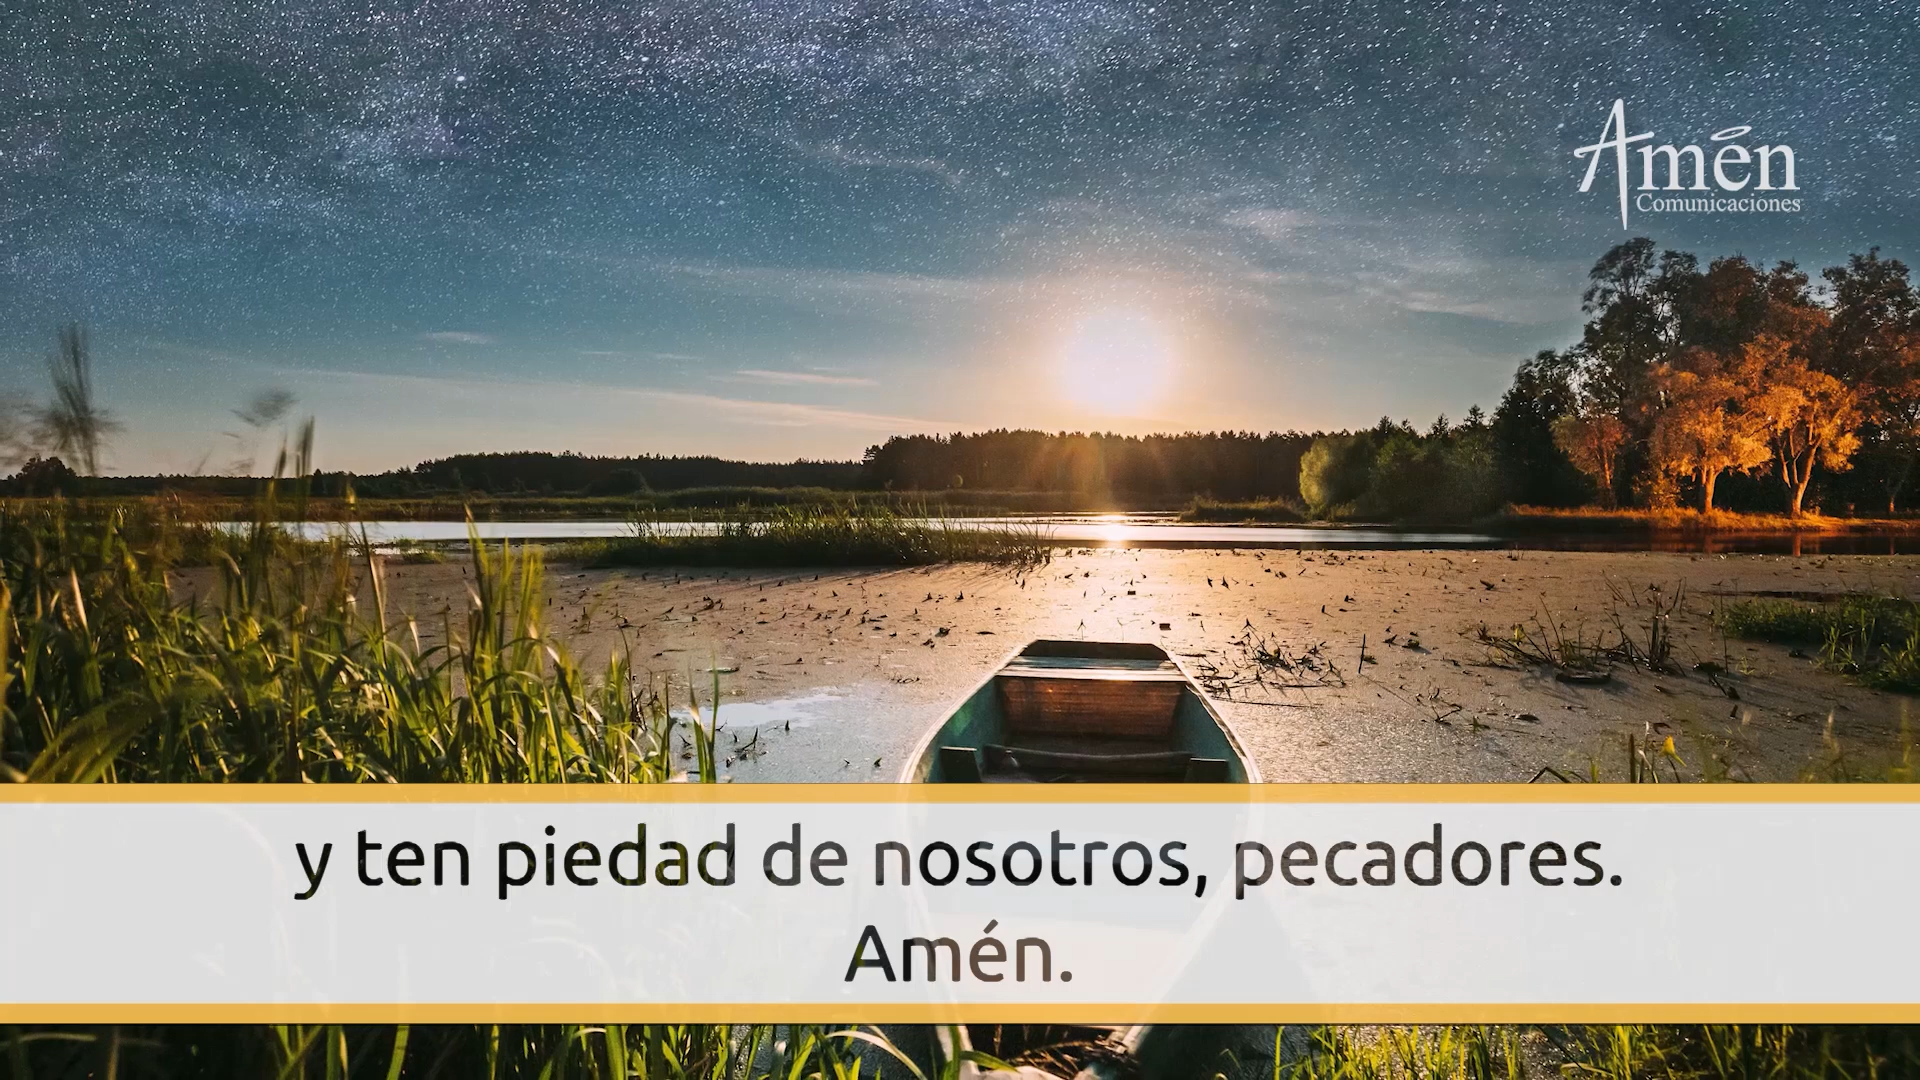 Amén
Comunicaciones
y ten piedad de nosotros, pecadores.
Amén.